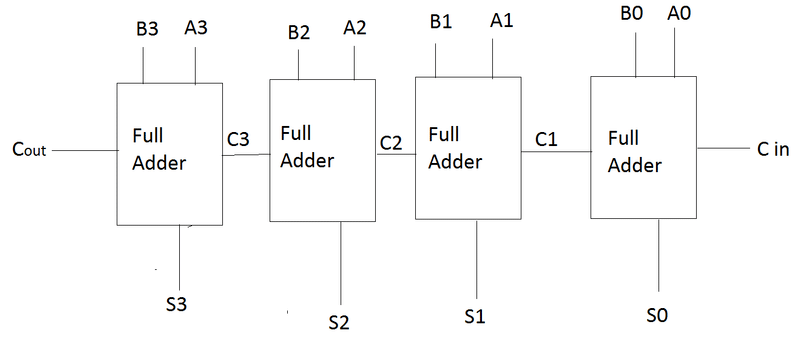 B3 A3 B2 A2 B1 A1 B0 A0
Cout
Full
Adder
C3
Full
Adder
C2
Full
Adder
C1
Full
Adder
C in
S3
S2
S1
S0